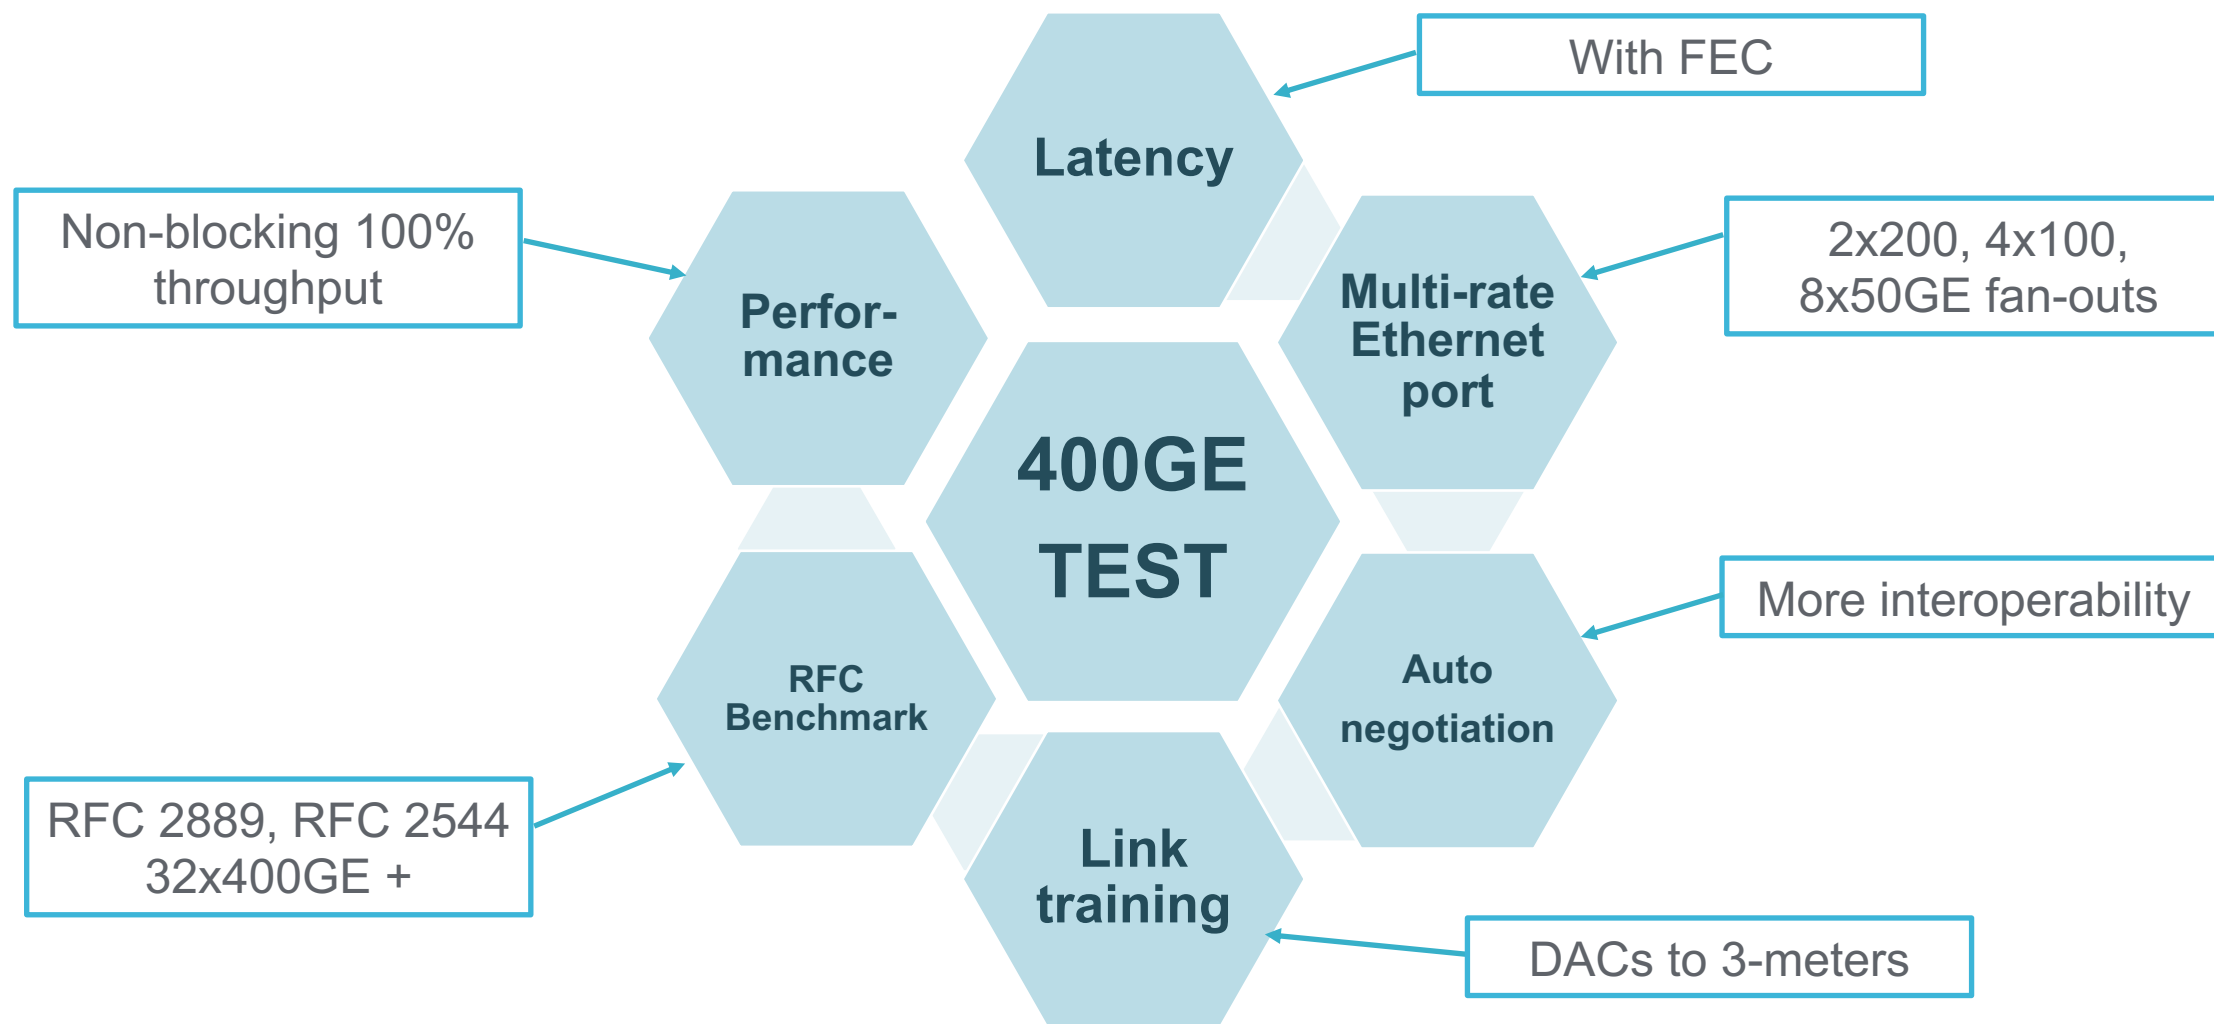 With FEC
Latency
Non-blocking 100%
throughput
Perfor-
mance
Multi-rate
Ethernet
port
2x200, 4x100,
8x50GE fan-outs
400GE
TEST
More interoperability
Auto
negotiation
RFC
Benchmark
RFC 2889, RFC 2544
32x400GE +
Link
training
DACs to 3-meters